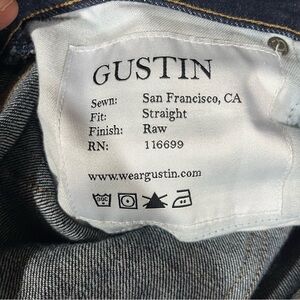 GUSTIN
Sewn: San Francisco, CA
Fit: Straight
Finish: Raw
RN: 116699
www.weargustin.com